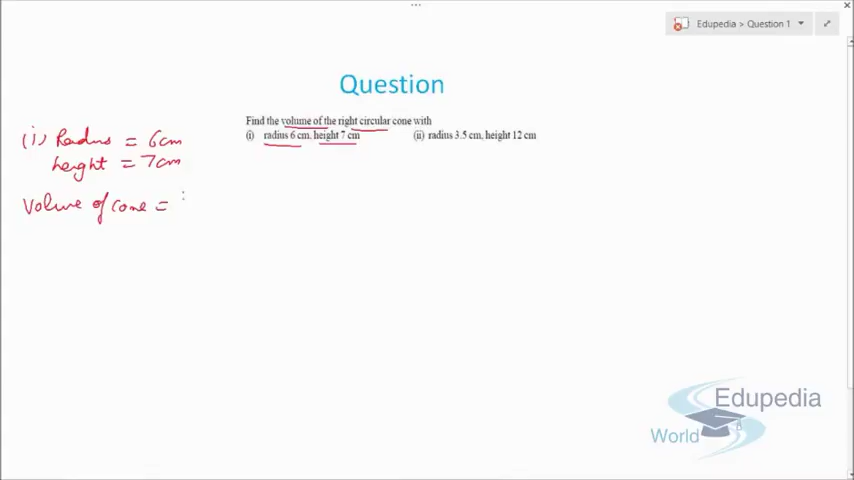 Edupedia > Question 1
Question
Find the volume of the right circular cone with
(i) radius 6 cm, height 7 cm (ii) radius 3.5 cm, height 12 cm
(i) Radius = 6cm
height = 7cm
Volume of cone =
Edupedia
World